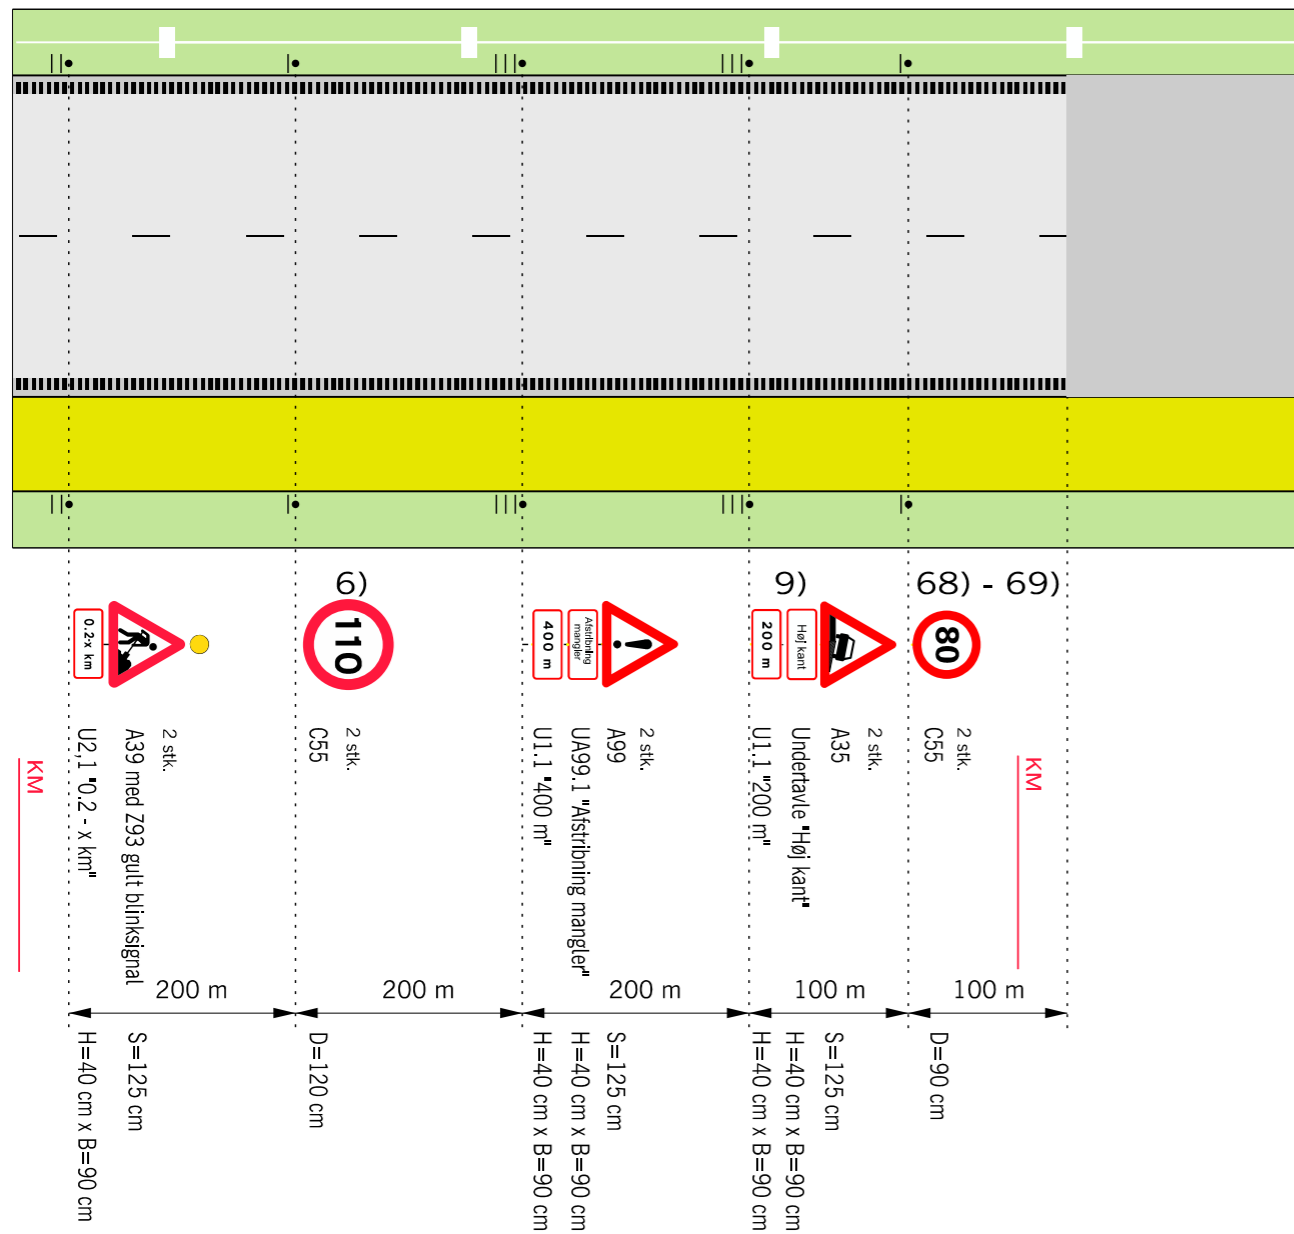 6)
9)
68) - 69)
0.2-x km
110
Afstribning
mangler
400 m
Høj kant
200 m
80
2 stk.
A39 med Z93 gult blinksignal
U2,1 "0.2 - x km"
2 stk.
C55
2 stk.
A99
UA99.1 "Afstribning mangler"
U1.1 "400 m"
2 stk.
A35
Undertavle "Høj kant"
U1.1 "200 m"
2 stk.
C55
KM
KM
200 m
200 m
200 m
100 m
100 m
S=125 cm
H=40 cm x B=90 cm
D=120 cm
S=125 cm
H=40 cm x B=90 cm
H=40 cm x B=90 cm
S=125 cm
H=40 cm x B=90 cm
H=40 cm x B=90 cm
D=90 cm